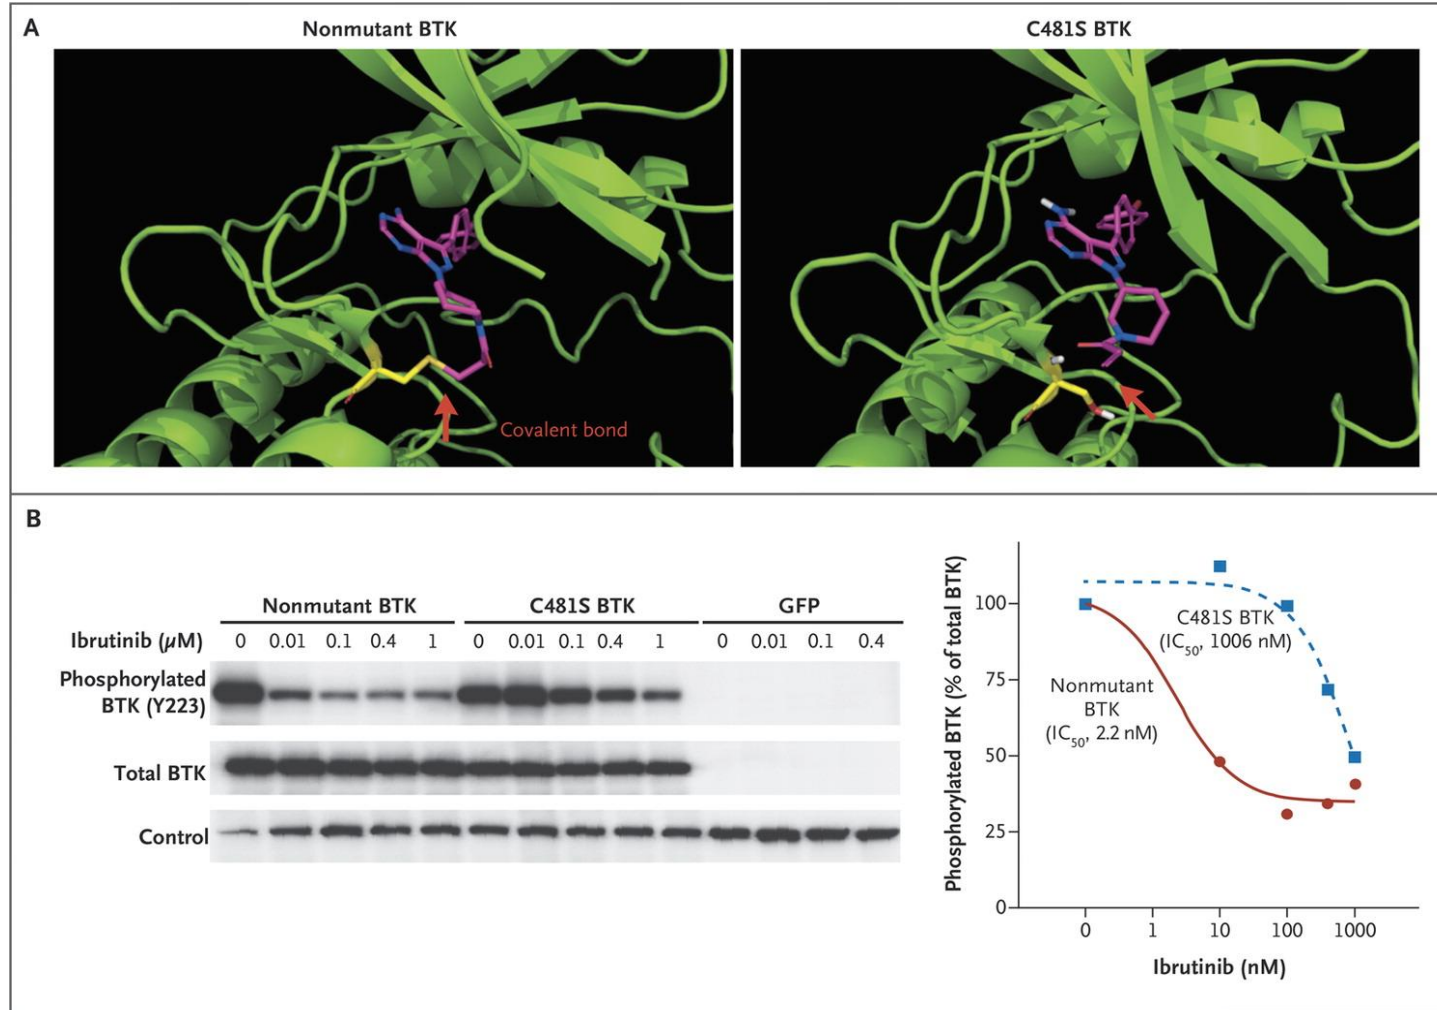 A
Nonmutant BTK
C481S BTK
Covalent bond
B
Nonmutant BTK
C481S BTK
GFP
Ibrutinib (μM)
0 0.01 0.1 0.4 1 0 0.01 0.1 0.4 1 0 0.01 0.1 0.4
Phosphorylated
BTK (Y223)
Total BTK
Control
Phosphorylated BTK (% of total BTK)
100
75
50
25
0
C481S BTK
(IC50, 1006 nM)
Nonmutant
BTK
(IC50, 2.2 nM)
0 1 10 100 1000
Ibrutinib (nM)